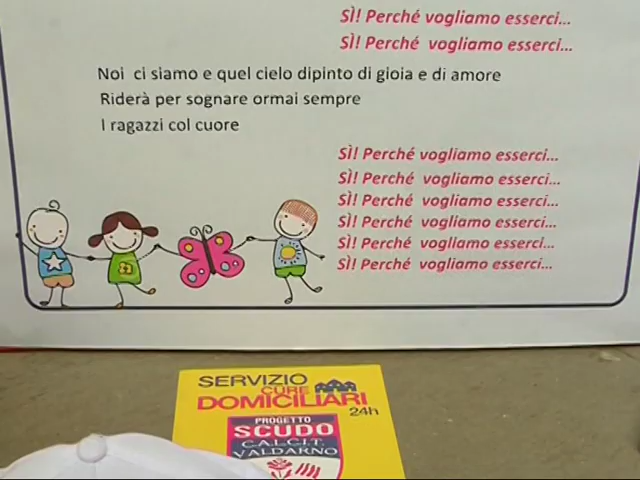 SÌ! Perché vogliamo esserci...
SÌ! Perché vogliamo esserci...
Noi ci siamo e quel cielo dipinto di gioia e di amore
Riderà per sognare ormai sempre
I ragazzi col cuore
SÌ! Perché vogliamo esserci...
SÌ! Perché vogliamo esserci...
SÌ! Perché vogliamo esserci...
SÌ! Perché vogliamo esserci...
SÌ! Perché vogliamo esserci...
SÌ! Perché vogliamo esserci...
SERVIZIO
CURE
DOMICILIARI
24h
PROGETTO
SCUDO
C.A.L.C.I.T.
VALDARNO